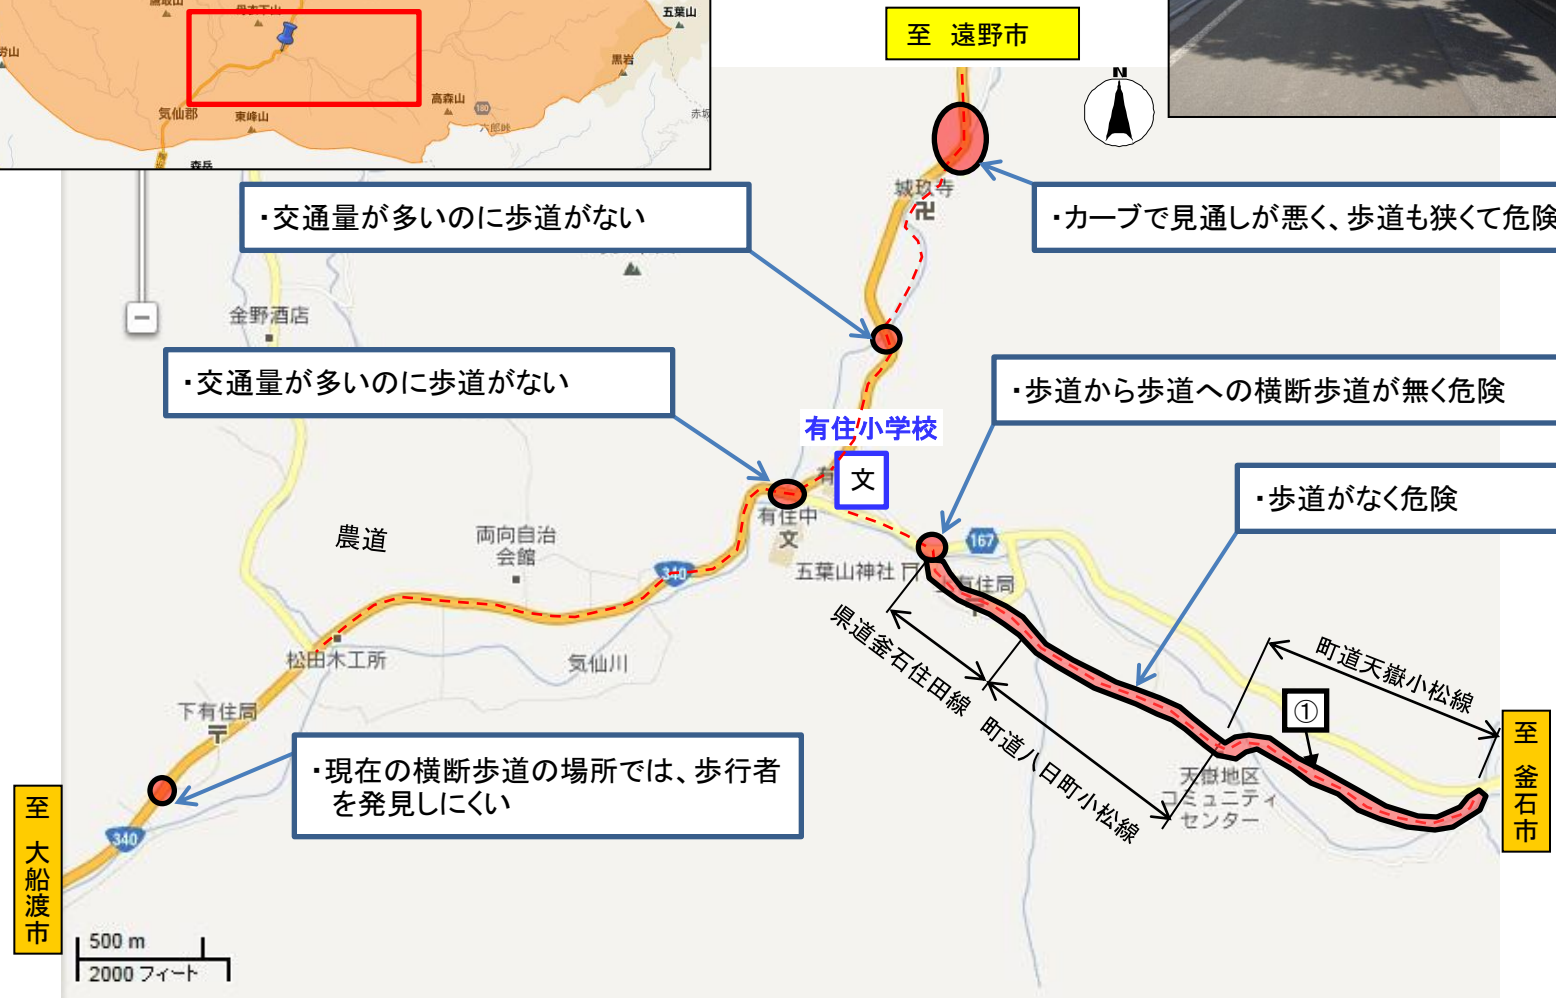 五葉山
黒岩
高森山
180
六郎峠
気仙郡
東峰山
森岳
至 遠野市
N
城玖寺
・交通量が多いのに歩道がない
・カーブで見通しが悪く、歩道も狭くて危険
金野酒店
・交通量が多いのに歩道がない
・歩道から歩道への横断歩道が無く危険
有住小学校
文
・歩道がなく危険
有住中
文
農道
両向自治
会館
340
167
五葉山神社
有住局
県道釜石住田線
町道八日町小松線
町道天嶽小松線
①
松田木工所
気仙川
下有住局
・現在の横断歩道の場所では、歩行者
を発見しにくい
天嶽地区
コミュニティ
センター
至 釜石市
至 大船渡市
340
500 m
2000 フィート